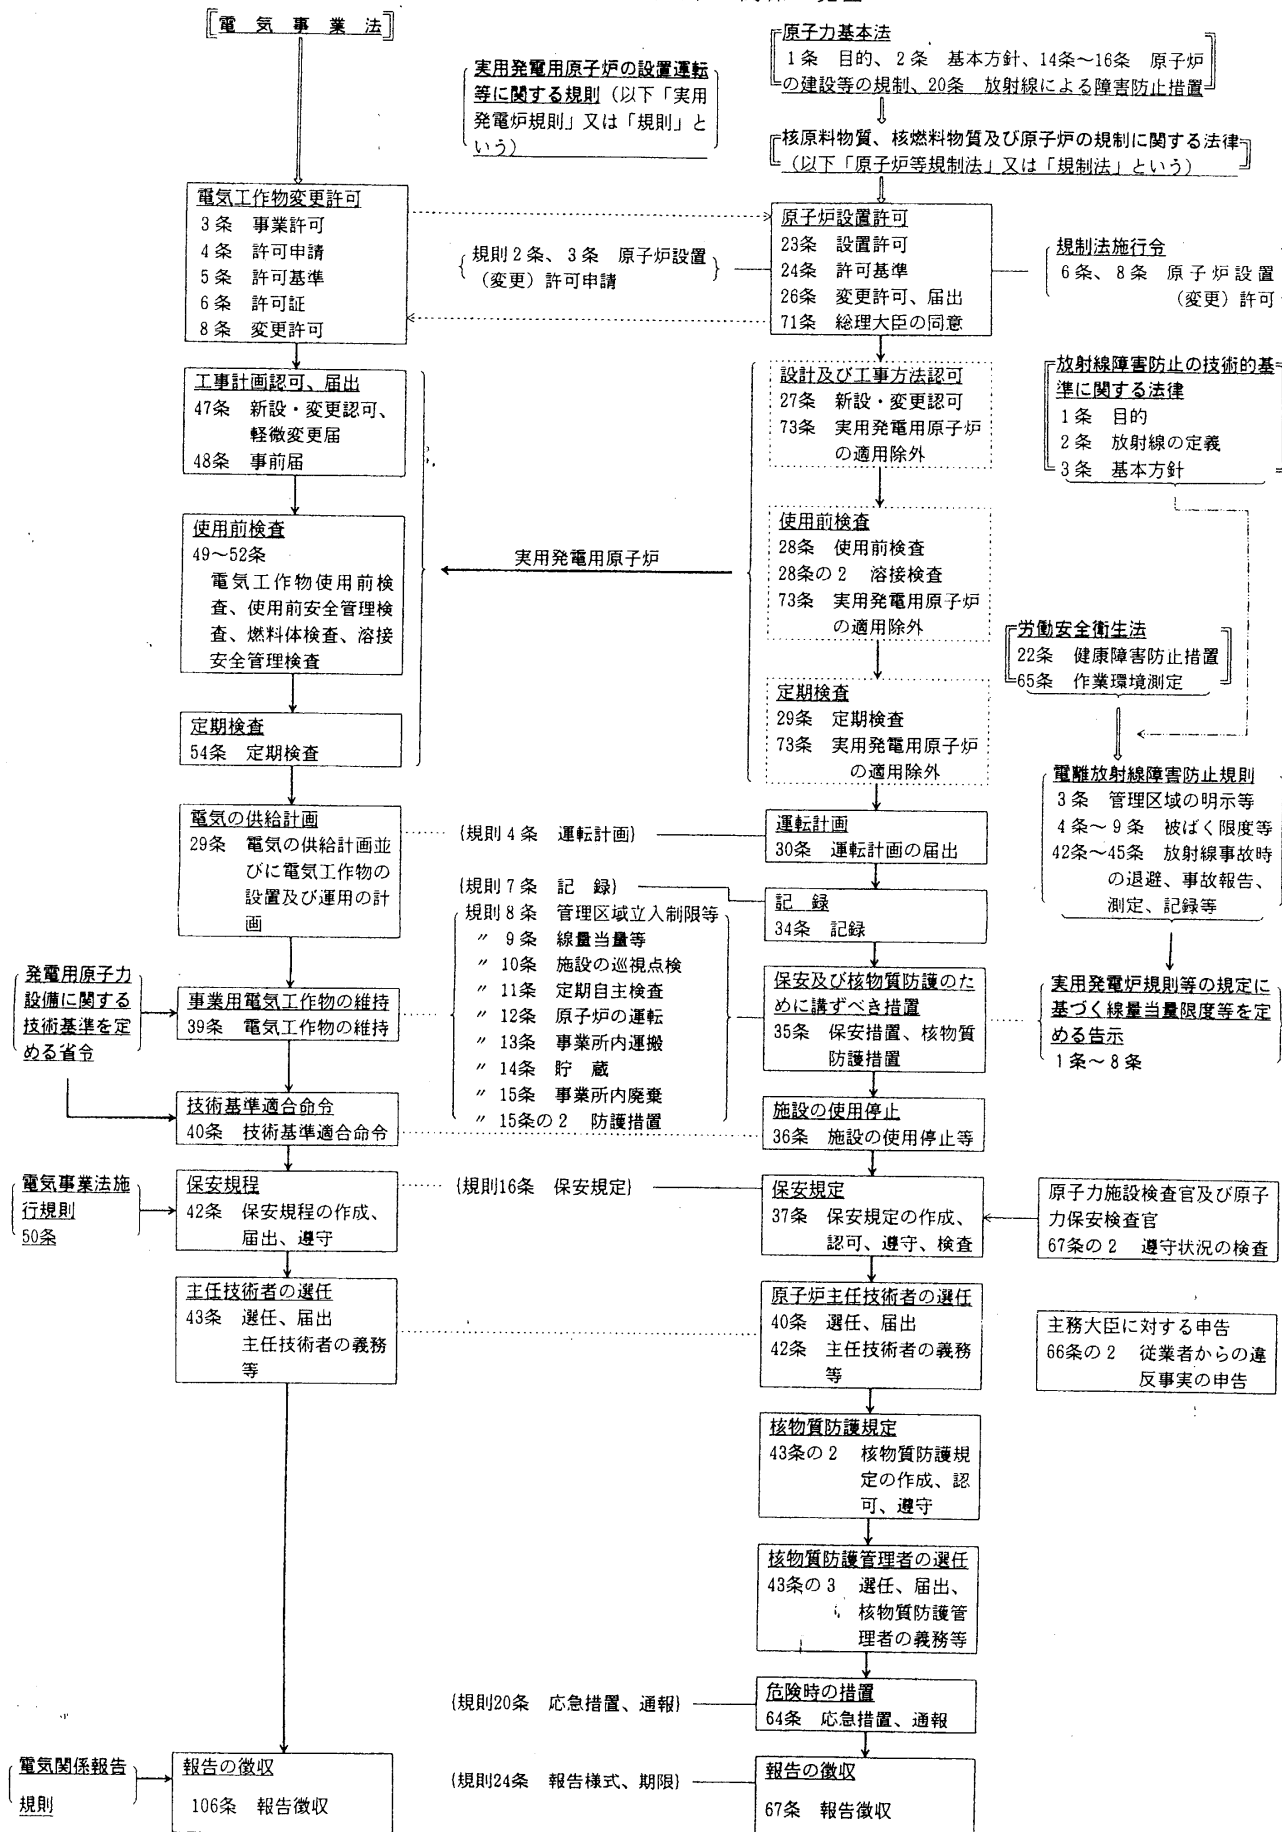 電気事業法
原子力基本法
1条 目的、2条 基本方針、14条～16条 原子炉
の建設等の規制、20条 放射線による障害防止措置
実用発電用原子炉の設置運転
等に関する規則（以下「実用
発電炉規則」又は「規則」と
いう）
核原料物質、核燃料物質及び原子炉の規制に関する法律
（以下「原子炉等規制法」又は「規制法」という）
電気工作物変更許可
3条 事業許可
4条 許可申請
5条 許可基準
6条 許可証
8条 変更許可
規則2条、3条 原子炉設置
（変更）許可申請
原子炉設置許可
23条 設置許可
24条 許可基準
26条 変更許可、届出
71条 総理大臣の同意
規制法施行令
6条、8条 原子炉設置
（変更）許可
工事計画認可、届出
47条 新設・変更認可、
軽微変更届
48条 事前届
設計及び工事方法認可
27条 新設・変更認可
73条 実用発電用原子炉
の適用除外
放射線障害防止の技術的基
準に関する法律
1条 目的
2条 放射線の定義
3条 基本方針
使用前検査
49～52条
電気工作物使用前検
査、使用前安全管理検
査、燃料体検査、溶接
安全管理検査
実用発電用原子炉
使用前検査
28条 使用前検査
28条の2 溶接検査
73条 実用発電用原子炉
の適用除外
労働安全衛生法
22条 健康障害防止措置
65条 作業環境測定
定期検査
54条 定期検査
定期検査
29条 定期検査
73条 実用発電用原子炉
の適用除外
電離放射線障害防止規則
3条 管理区域の明示等
4条～9条 被ばく限度等
42条～45条 放射線事故時
の退避、事故報告、
測定、記録等
電気の供給計画
29条 電気の供給計画並
びに電気工作物の
設置及び運用の計
画
(規則4条 運転計画)
運転計画
30条 運転計画の届出
(規則7条 記 録)
記 録
34条 記録
規則8条 管理区域立入制限等
〃 9条 線量当量等
〃 10条 施設の巡視点検
〃 11条 定期自主検査
〃 12条 原子炉の運転
〃 13条 事業所内運搬
〃 14条 貯 蔵
〃 15条 事業所内廃棄
〃 15条の2 防護措置
発電用原子力
設備に関する
技術基準を定
める省令
事業用電気工作物の維持
39条 電気工作物の維持
保安及び核物質防護のた
めに講ずべき措置
35条 保安措置、核物質
防護措置
実用発電炉規則等の規定に
基づく線量当量限度等を定
める告示
1条～8条
技術基準適合命令
40条 技術基準適合命令
施設の使用停止
36条 施設の使用停止等
電気事業法施
行規則
50条
保安規程
42条 保安規程の作成、
届出、遵守
(規則16条 保安規定)
保安規定
37条 保安規定の作成、
認可、遵守、検査
原子力施設検査官及び原子
力保安検査官
67条の2 遵守状況の検査
主任技術者の選任
43条 選任、届出
主任技術者の義務
等
原子炉主任技術者の選任
40条 選任、届出
42条 主任技術者の義務
等
主務大臣に対する申告
66条の2 従業者からの違
反事実の申告
核物質防護規定
43条の2 核物質防護規
定の作成、認
可、遵守
核物質防護管理者の選任
43条の3 選任、届出、
核物質防護管
理者の義務等
(規則20条 応急措置、通報)
危険時の措置
64条 応急措置、通報
電気関係報告
規則
報告の徴収
106条 報告徴収
(規則24条 報告様式、期限)
報告の徴収
67条 報告徴収